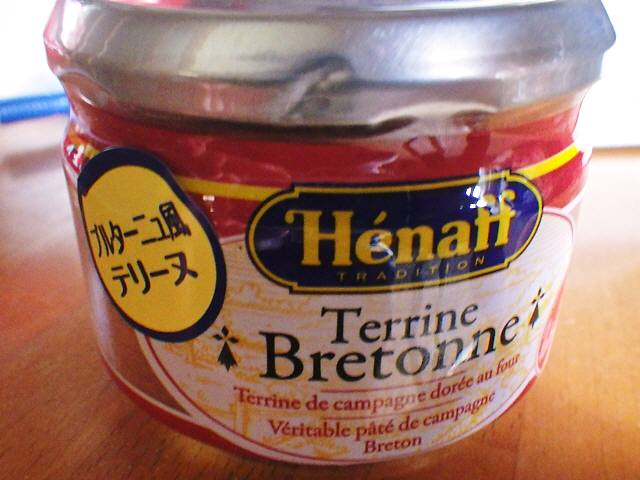 ブルターニュ風
テリーヌ
Hénaff
TRADITION
Terrine
Bretonne
Terrine de campagne dorée au four
Véritable pâté de campagne
Breton